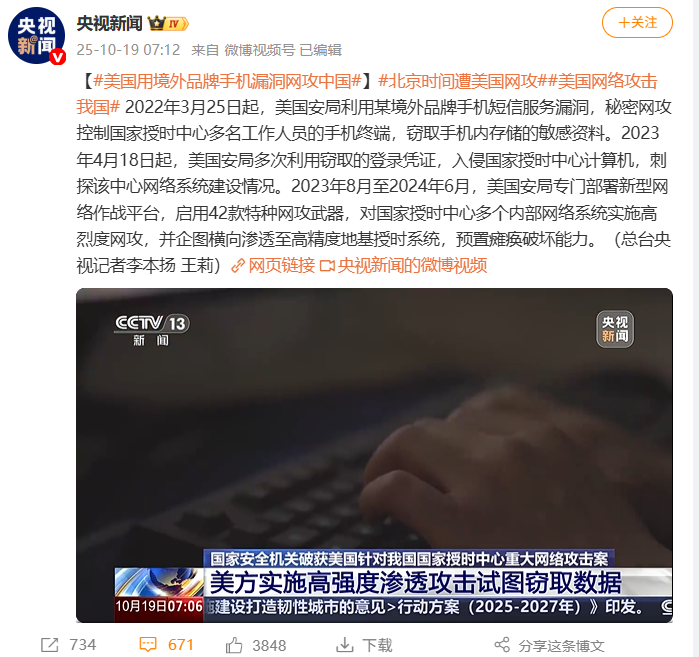 央视新闻
央视
新闻
IV
+关注
25-10-19 07:12 来自 微博视频号 已编辑
【#美国用境外品牌手机漏洞网攻中国#】#北京时间遭美国网攻##美国网络攻击
我国# 2022年3月25日起，美国安局利用某境外品牌手机短信服务漏洞，秘密网攻
控制国家授时中心多名工作人员的手机终端，窃取手机内存储的敏感资料。2023
年4月18日起，美国安局多次利用窃取的登录凭证，入侵国家授时中心计算机，刺
探该中心网络系统建设情况。2023年8月至2024年6月，美国安局专门部署新型网
络作战平台，启用42款特种网攻武器，对国家授时中心多个内部网络系统实施高
烈度网攻，并企图横向渗透至高精度地基授时系统，预置瘫痪破坏能力。（总台央
视记者李本扬 王莉）网页链接 央视新闻的微博视频
CCTV 13
新闻
央视
新闻
国家安全机关破获美国针对我国国家授时中心重大网络攻击案
美方实施高强度渗透攻击试图窃取数据
10月19日07:06
建设打造韧性城市的意见>行动方案（2025-2027年）》印发。
734
671
3848
下载
分享这条博文